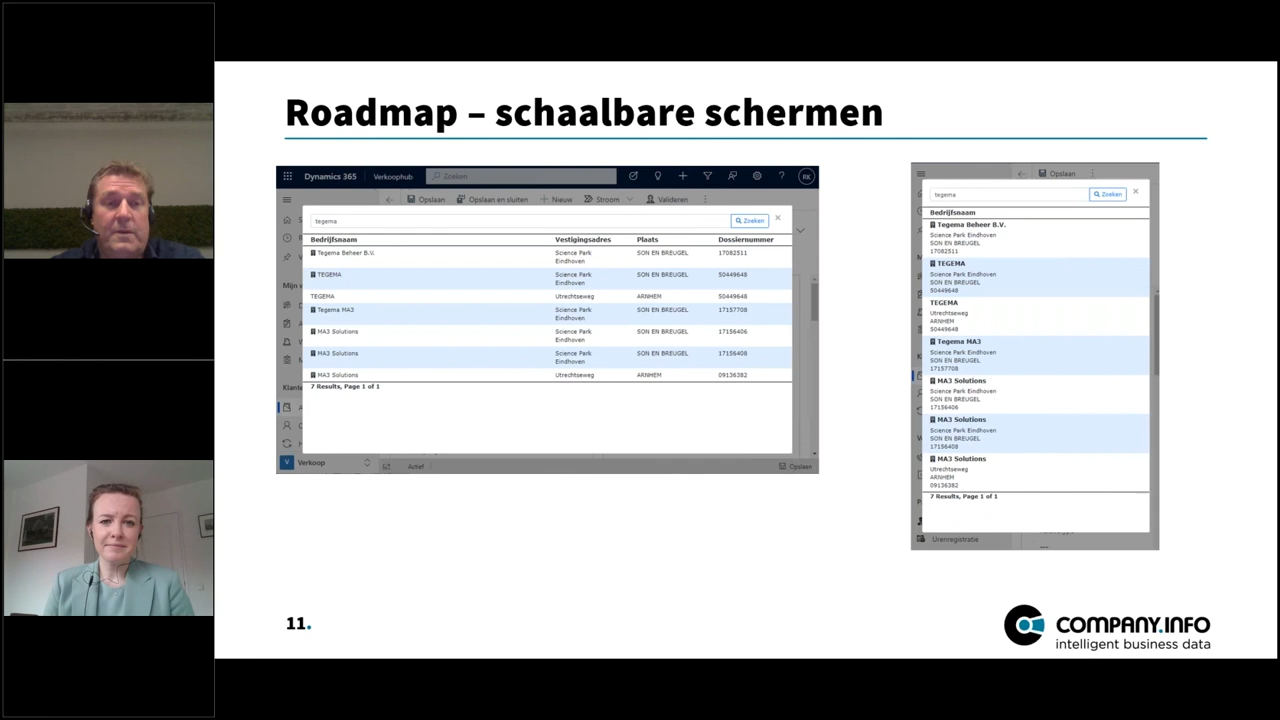 Roadmap – schaalbare schermen
Dynamics 365 Verkoophub Zoeken RK
Opslaan Opslaan en sluiten Nieuw Stroom Valideren
tegema Zoeken
Bedrijfsnaam Vestigingsadres Plaats Dossiernummer
Tegema Beheer B.V. Science Park Eindhoven SON EN BREUGEL 17082511
TEGEMA Science Park Eindhoven SON EN BREUGEL 50449648
TEGEMA Utrechtseweg ARNHEM 50449648
Tegema MA3 Science Park Eindhoven SON EN BREUGEL 17157708
MA3 Solutions Science Park Eindhoven SON EN BREUGEL 17156406
MA3 Solutions Science Park Eindhoven SON EN BREUGEL 17156408
MA3 Solutions Utrechtseweg ARNHEM 09136382
7 Results, Page 1 of 1
V Verkoop Actief Opslaan
Opslaan
tegema Zoeken
Bedrijfsnaam
Tegema Beheer B.V.
Science Park Eindhoven
SON EN BREUGEL
17082511
TEGEMA
Science Park Eindhoven
SON EN BREUGEL
50449648
TEGEMA
Utrechtseweg
ARNHEM
50449648
Tegema MA3
Science Park Eindhoven
SON EN BREUGEL
17157708
MA3 Solutions
Science Park Eindhoven
SON EN BREUGEL
17156406
MA3 Solutions
Science Park Eindhoven
SON EN BREUGEL
17156408
MA3 Solutions
Utrechtseweg
ARNHEM
09136382
7 Results, Page 1 of 1
Urenregistratie
11.
COMPANY.INFO
intelligent business data